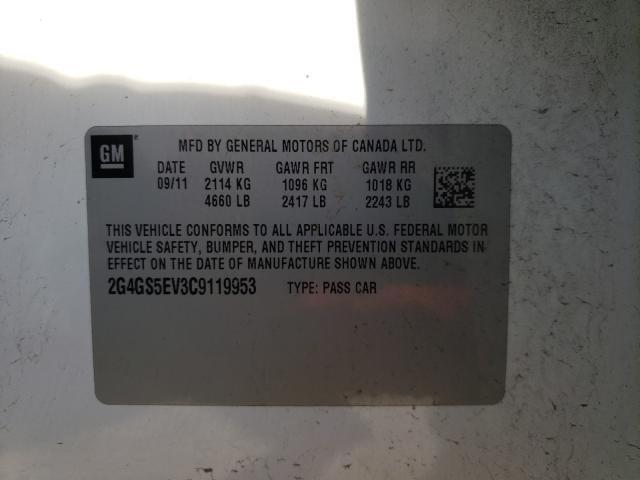 GM ®
MFD BY GENERAL MOTORS OF CANADA LTD.
DATE GVWR GAWR FRT GAWR RR
09/11 2114 KG 1096 KG 1018 KG
4660 LB 2417 LB 2243 LB
THIS VEHICLE CONFORMS TO ALL APPLICABLE U.S. FEDERAL MOTOR
VEHICLE SAFETY, BUMPER, AND THEFT PREVENTION STANDARDS IN
EFFECT ON THE DATE OF MANUFACTURE SHOWN ABOVE.
2G4GS5EV3C9119953 TYPE: PASS CAR